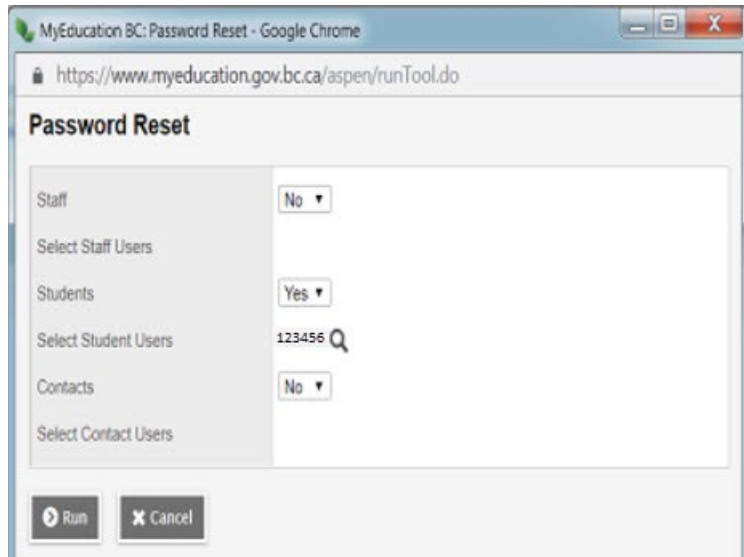 MyEducation BC: Password Reset - Google Chrome
https://www.myeducation.gov.bc.ca/aspen/runTool.do
Password Reset
Staff No
Select Staff Users
Students Yes
Select Student Users 123456
Contacts No
Select Contact Users
Run Cancel